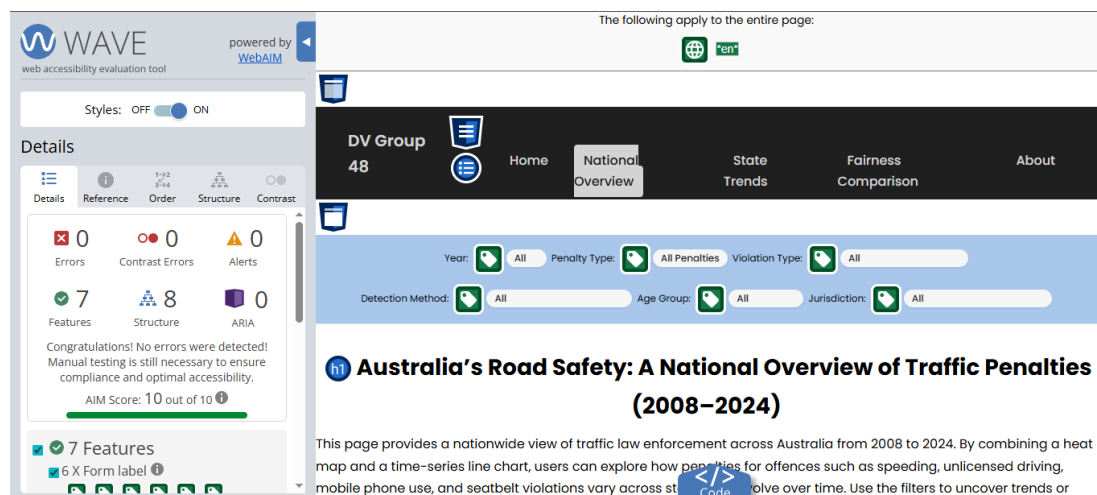 WAVE
powered by
WebAIM
web accessibility evaluation tool
Styles: OFF ON
Details
Details Reference Order Structure Contrast
0 0 0
Errors Contrast Errors Alerts
7 8 0
Features Structure ARIA
Congratulations! No errors were detected!
Manual testing is still necessary to ensure
compliance and optimal accessibility.
AIM Score: 10 out of 10
7 Features
6 X Form label
The following apply to the entire page:
"en"
DV Group
48
Home National Overview State Trends Fairness Comparison About
Year: All Penalty Type: All Penalties Violation Type: All
Detection Method: All Age Group: All Jurisdiction: All
h1 Australia's Road Safety: A National Overview of Traffic Penalties
(2008–2024)
This page provides a nationwide view of traffic law enforcement across Australia from 2008 to 2024. By combining a heat
map and a time-series line chart, users can explore how penalties for offences such as speeding, unlicensed driving,
mobile phone use, and seatbelt violations vary across over time. Use the filters to uncover trends or
</> Code